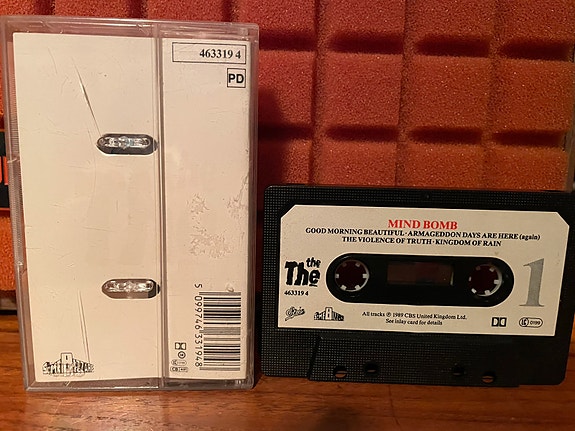 463319 4
PD
5 099746 331948
MIND BOMB
GOOD MORNING BEAUTIFUL · ARMAGEDDON DAYS ARE HERE (again)
THE VIOLENCE OF TRUTH · KINGDOM OF RAIN
the
The
463319 4
1
All tracks ℗ 1989 CBS United Kingdom Ltd.
See inlay card for details
Epic